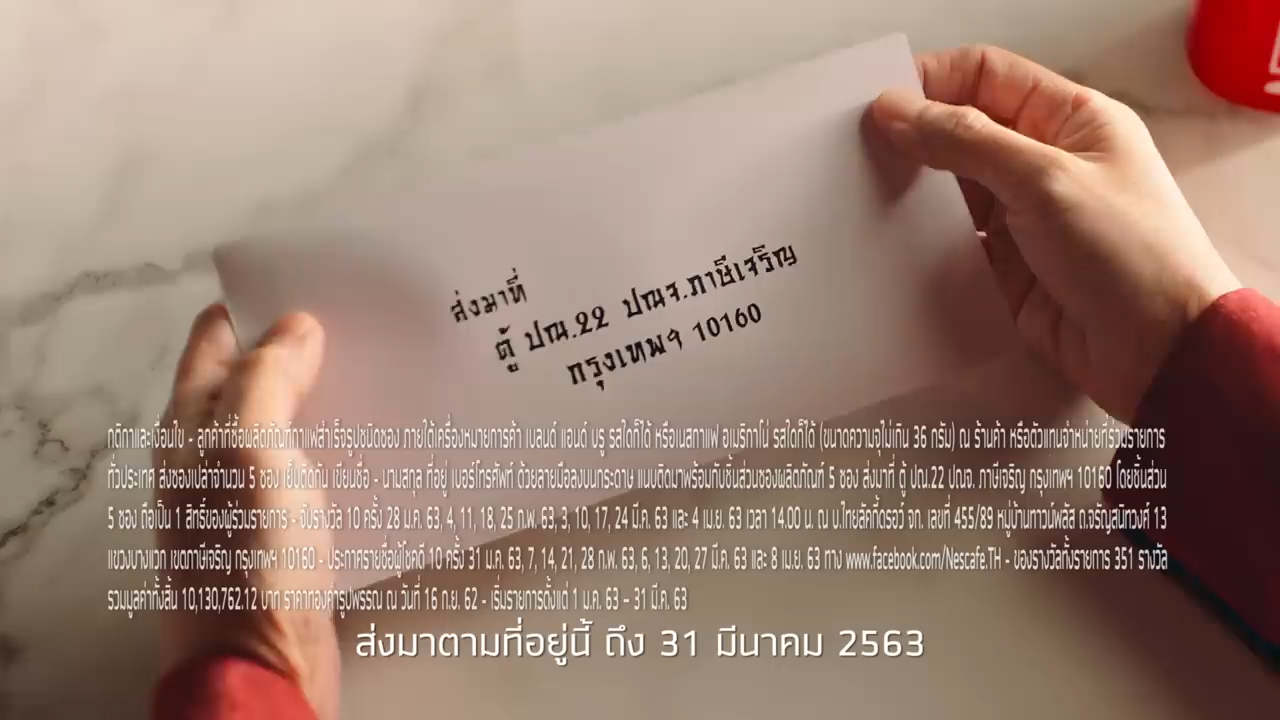 ส่งมาที่
ตู้ ปณ.22 ปณจ.ภาษีเจริญ
กรุงเทพฯ 10160
กติกาและเงื่อนไข - ลูกค้าที่ซื้อผลิตภัณฑ์กาแฟสำเร็จรูปชนิดซอง ภายใต้เครื่องหมายการค้า เบลนด์ แอนด์ บรู รสใดก็ได้ หรือเนสกาแฟ อเมริกาโน่ รสใดก็ได้ (ขนาดความจุไม่เกิน 36 กรัม) ณ ร้านค้า หรือตัวแทนจำหน่ายที่ร่วมรายการ
ทั่วประเทศ ส่งซองเปล่าจำนวน 5 ซอง เย็บติดกัน เขียนชื่อ - นามสกุล ที่อยู่ เบอร์โทรศัพท์ ด้วยลายมือลงบนกระดาษ แนบติดมาพร้อมกับชิ้นส่วนซองผลิตภัณฑ์ 5 ซอง ส่งมาที่ ตู้ ปณ.22 ปณจ. ภาษีเจริญ กรุงเทพฯ 10160 โดยชิ้นส่วน
5 ซอง ถือเป็น 1 สิทธิ์ของผู้ร่วมรายการ - จับรางวัล 10 ครั้ง 28 ม.ค. 63, 4, 11, 18, 25 ก.พ. 63, 3, 10, 17, 24 มี.ค. 63 และ 4 เม.ย. 63 เวลา 14.00 น. ณ บ.ไทยลัคกี้ดรอว์ จก. เลขที่ 455/89 หมู่บ้านทาวน์พลัส ถ.จรัญสนิทวงศ์ 13
แขวงบางแวก เขตภาษีเจริญ กรุงเทพฯ 10160 - ประกาศรายชื่อผู้โชคดี 10 ครั้ง 31 ม.ค. 63, 7, 14, 21, 28 ก.พ. 63, 6, 13, 20, 27 มี.ค. 63 และ 8 เม.ย. 63 ทาง www.facebook.com/Nescafe.TH - ของรางวัลทั้งรายการ 351 รางวัล
รวมมูลค่าทั้งสิ้น 10,130,762.12 บาท ราคาทองคำรูปพรรณ ณ วันที่ 16 ก.ย. 62 - เริ่มรายการตั้งแต่ 1 ม.ค. 63 – 31 มี.ค. 63
ส่งมาตามที่อยู่นี้ ถึง 31 มีนาคม 2563